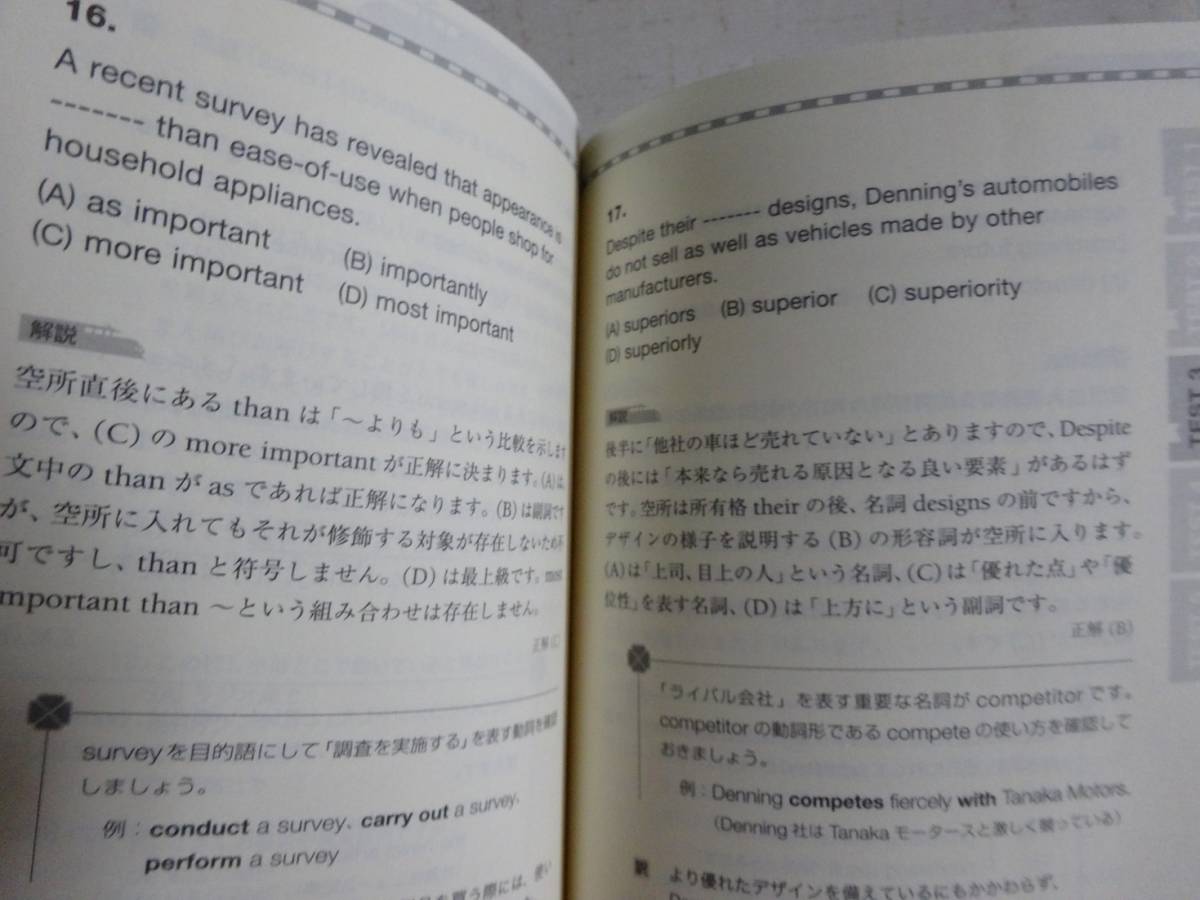 16.
A recent survey has revealed that appearance is
------- than ease-of-use when people shop for
household appliances.
(A) as important (B) importantly
(C) more important (D) most important
解説
空所直後にある than は「～よりも」という比較を示します
ので、(C) の more important が正解に決まります。(A) は
文中の than が as であれば正解になります。(B) は副詞です
が、空所に入れてもそれが修飾する対象が存在しないため不
可ですし、than と符号しません。(D) は最上級です。most
mportant than ～という組み合わせは存在しません。
正解 (C)
survey を目的語にして「調査を実施する」を表す動詞を確認
しましょう。
例：conduct a survey、carry out a survey、
perform a survey
買う際には、使い
17.
Despite their ------- designs, Denning's automobiles
do not sell as well as vehicles made by other
manufacturers.
(A) superiors (B) superior (C) superiority
(D) superiorly
解説
後半に「他社の車ほど売れていない」とありますので、Despite
の後には「本来なら売れる原因となる良い要素」があるはず
です。空所は所有格 their の後、名詞 designs の前ですから、
デザインの様子を説明する (B) の形容詞が空所に入ります。
(A) は「上司、目上の人」という名詞、(C) は「優れた点」や「優
位性」を表す名詞、(D) は「上方に」という副詞です。
正解 (B)
「ライバル会社」を表す重要な名詞が competitor です。
competitor の動詞形である compete の使い方を確認して
おきましょう。
例：Denning competes fiercely with Tanaka Motors.
（Denning 社は Tanaka モータースと激しく競っている）
訳 より優れたデザインを備えているにもかかわらず、
TEST 3